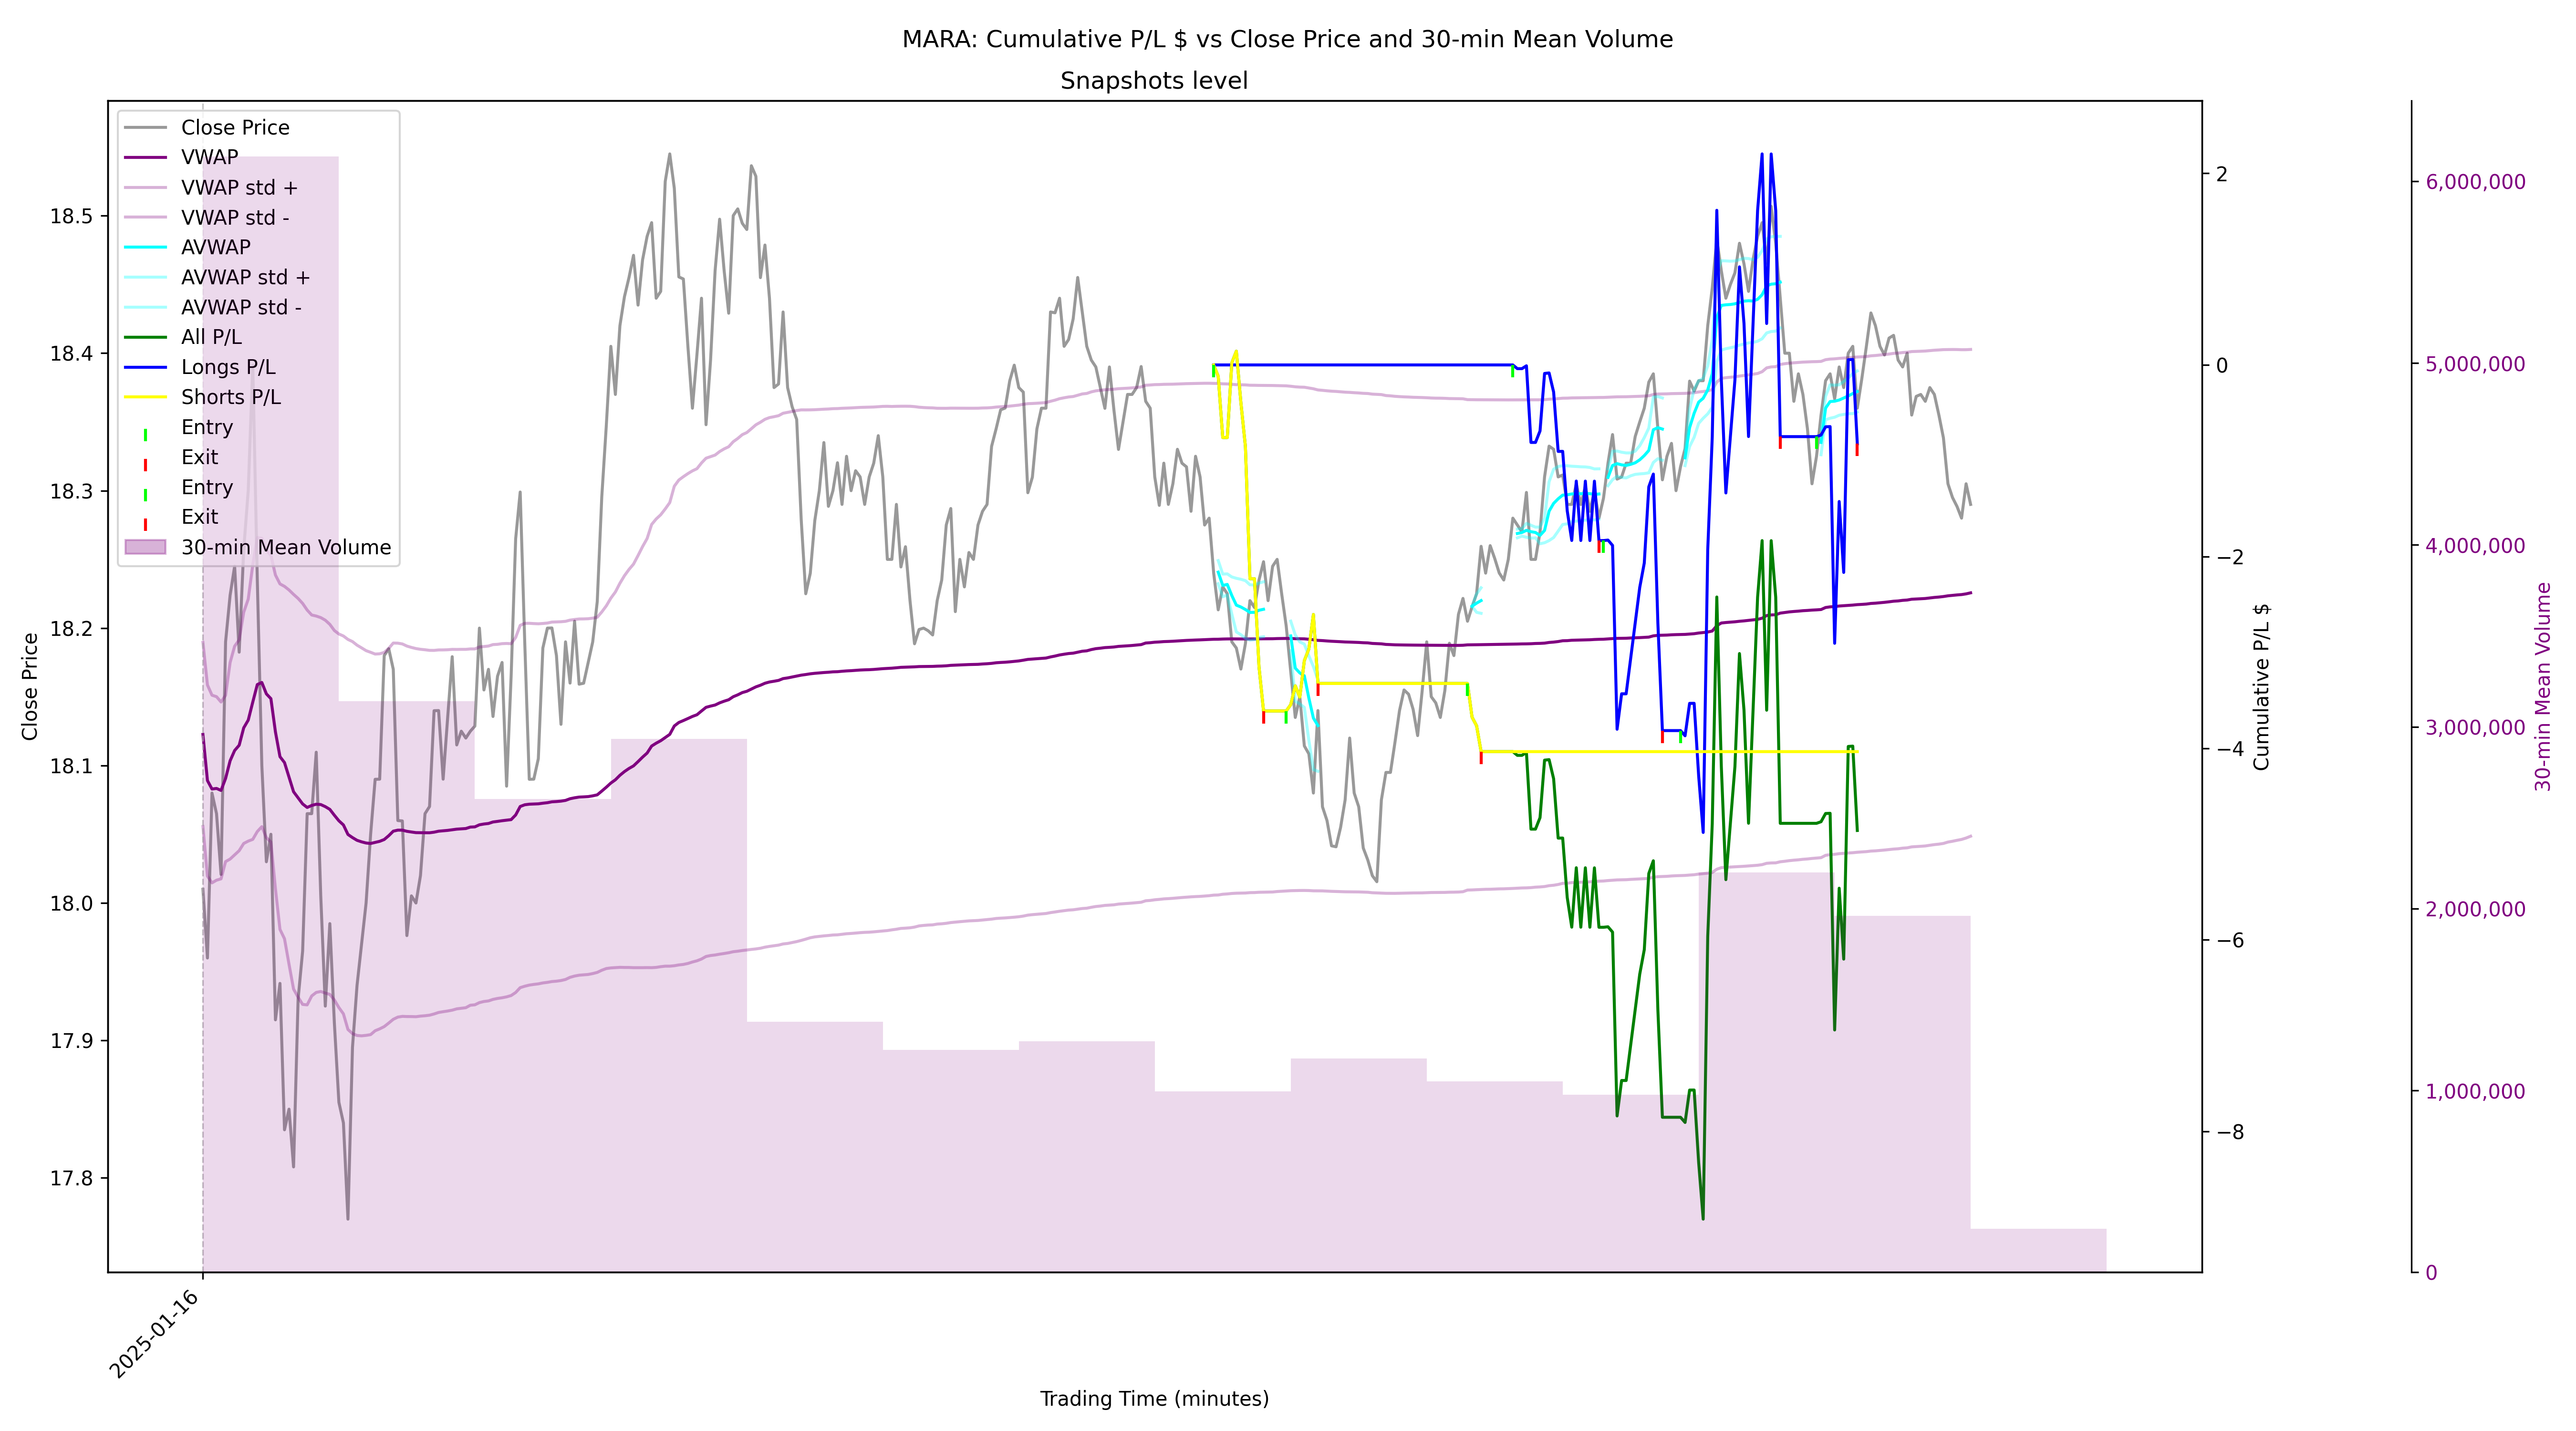 MARA: Cumulative P/L $ vs Close Price and 30-min Mean Volume
Snapshots level
Close Price
VWAP
VWAP std +
VWAP std -
AVWAP
AVWAP std +
AVWAP std -
All P/L
Longs P/L
Shorts P/L
Entry
Exit
Entry
Exit
30-min Mean Volume
Close Price
18.5
18.4
18.3
18.2
18.1
18.0
17.9
17.8
2
0
−2
−4
−6
−8
Cumulative P/L $
6,000,000
5,000,000
4,000,000
3,000,000
2,000,000
1,000,000
0
30-min Mean Volume
2025-01-16
Trading Time (minutes)